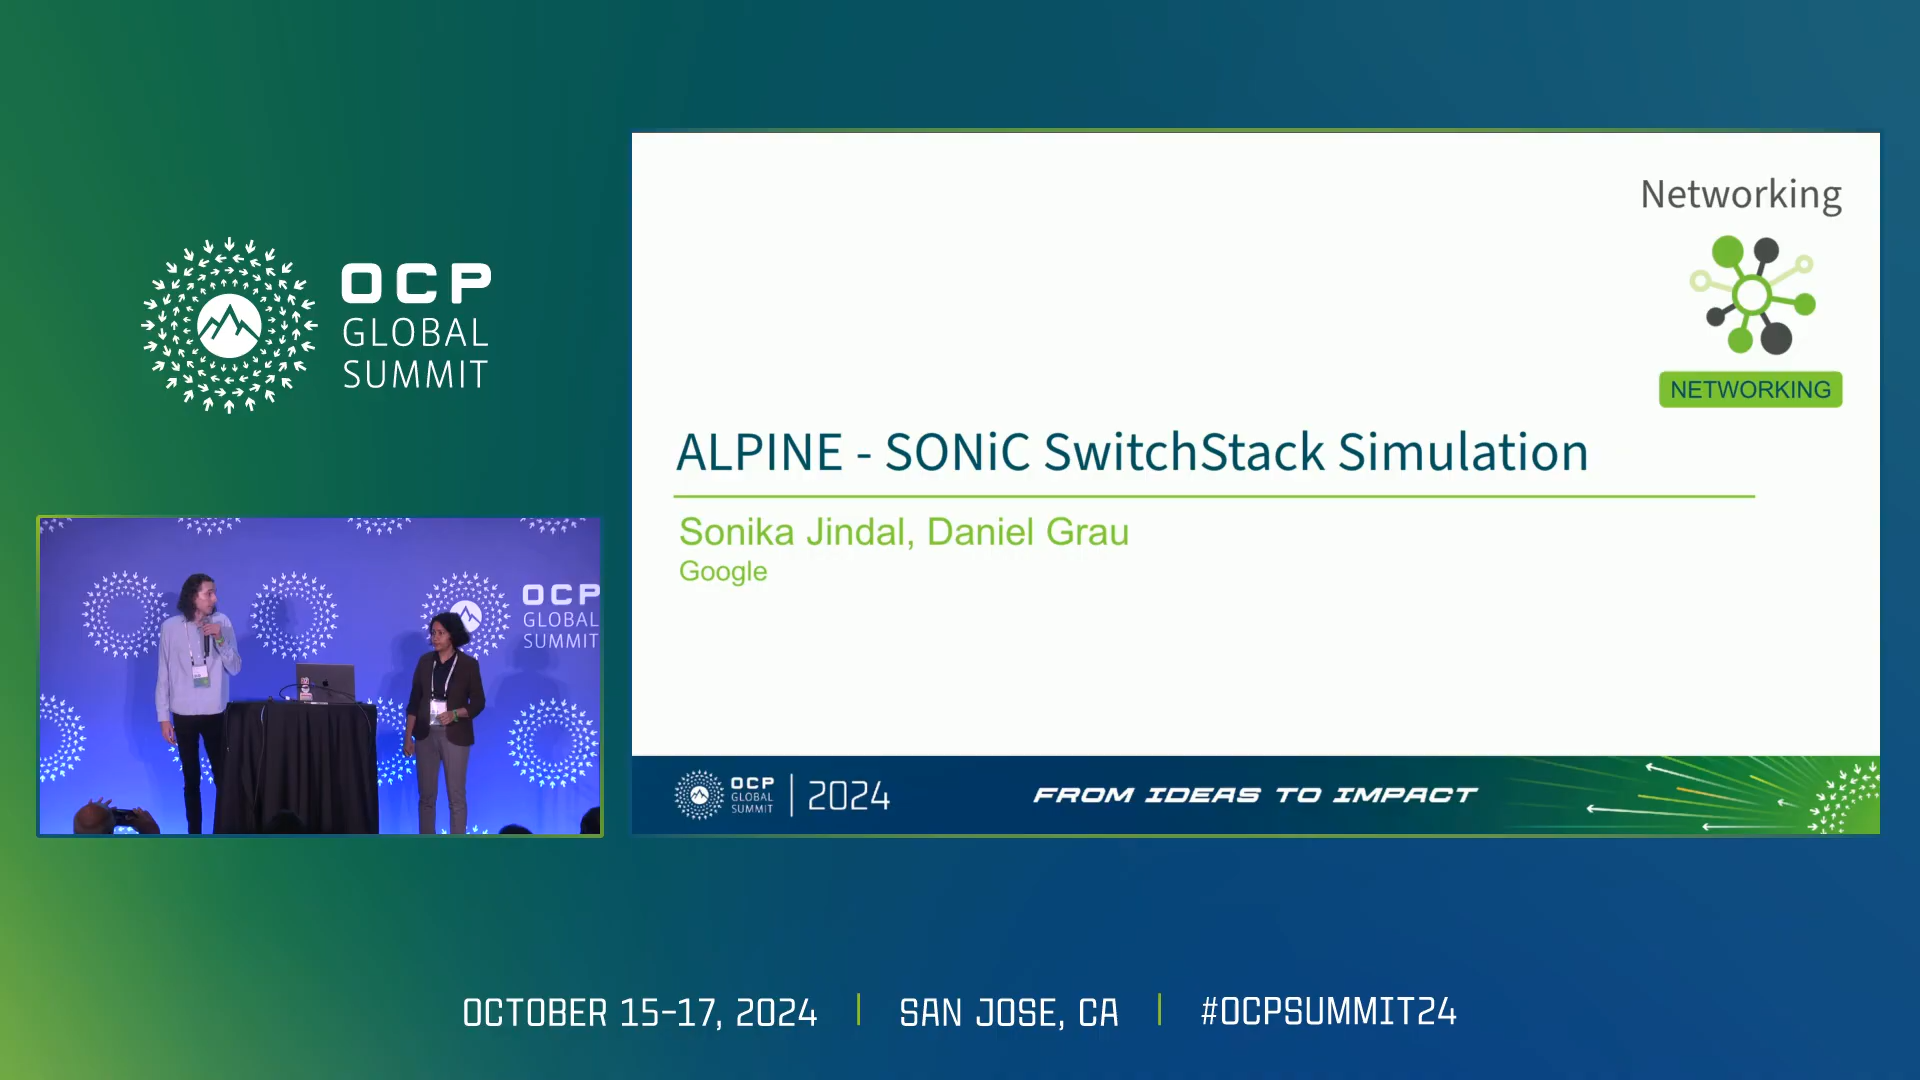 OCP
GLOBAL
SUMMIT
Networking
NETWORKING
ALPINE - SONiC SwitchStack Simulation
Sonika Jindal, Daniel Grau
Google
OCP
GLOBAL
SUMMIT
OCP
GLOBAL
SUMMIT
2024
FROM IDEAS TO IMPACT
OCTOBER 15-17, 2024
SAN JOSE, CA
#OCPSUMMIT24